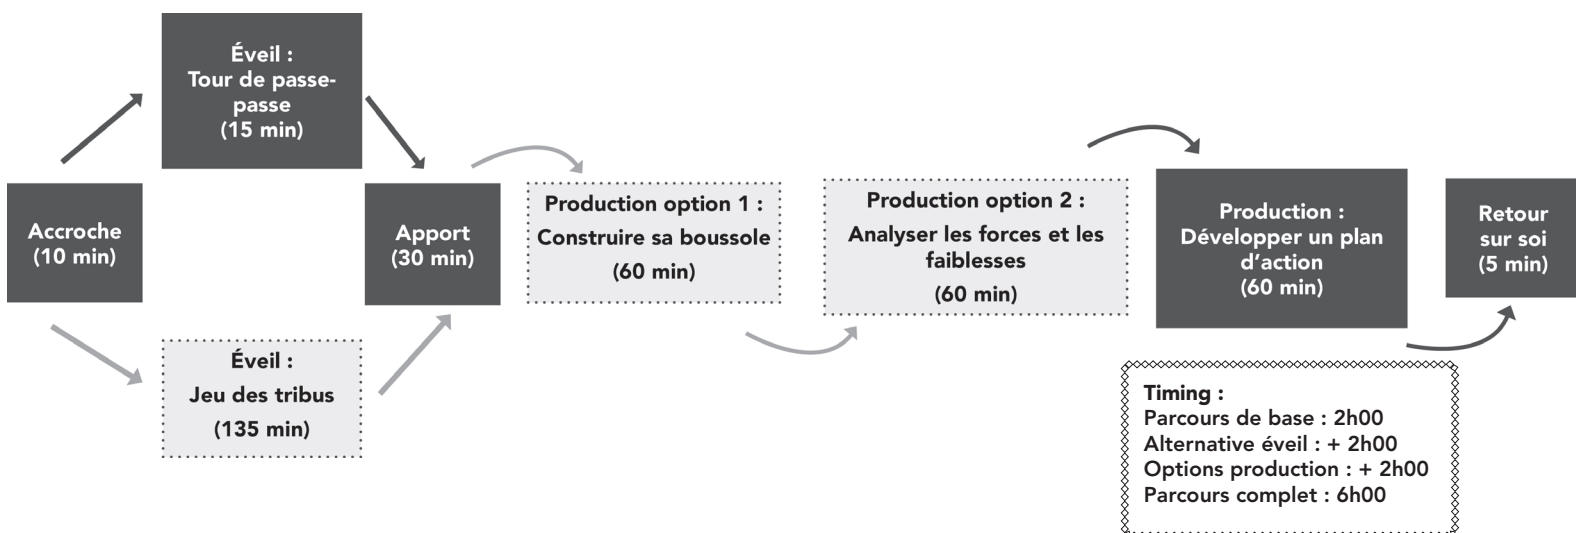 Accroche
(10 min)
Éveil :
Tour de passe-
passe
(15 min)
Éveil :
Jeu des tribus
(135 min)
Apport
(30 min)
Production option 1 :
Construire sa boussole
(60 min)
Production option 2 :
Analyser les forces et les
faiblesses
(60 min)
Production :
Développer un plan
d’action
(60 min)
Retour
sur soi
(5 min)
Timing :
Parcours de base : 2h00
Alternative éveil : + 2h00
Options production : + 2h00
Parcours complet : 6h00